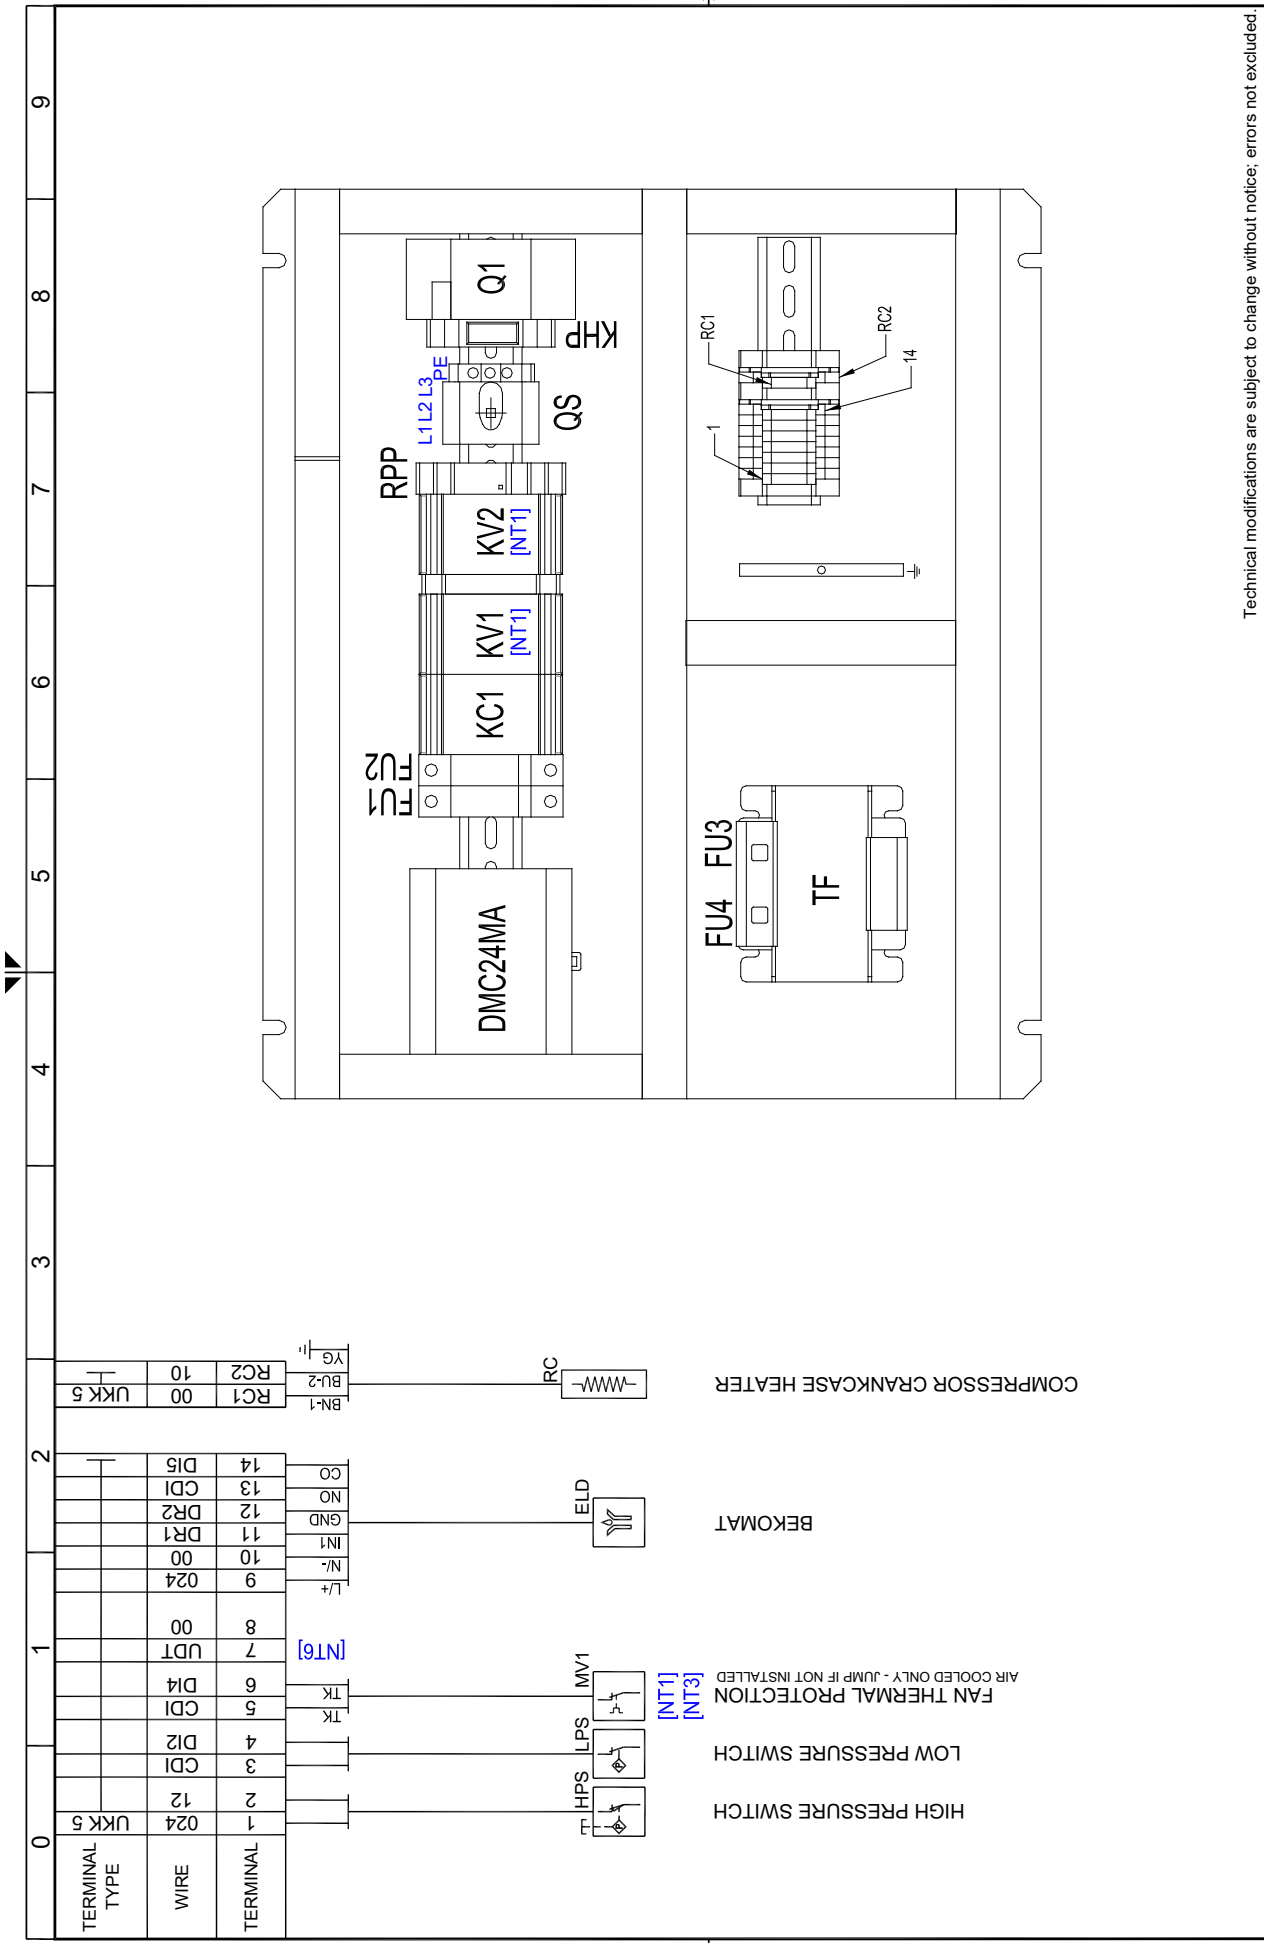 0 1 2 3 4 5 6 7 8 9
TERMINAL
TYPE
UKK 5
UKK 5
WIRE
024
12
CDI
DI2
CDI
DI4
UDT
00
024
00
DR1
DR2
CDI
DI5
00
10
TERMINAL
1
2
3
4
5
6
7
8
9
10
11
12
13
14
RC1
RC2
TK
TK
[NT6]
L/+
N/-
IN1
GND
NO
CO
BN-1
BU-2
YG
HPS
LPS
MV1
ELD
RC
[NT1]
[NT3]
HIGH PRESSURE SWITCH
LOW PRESSURE SWITCH
FAN THERMAL PROTECTION
AIR COOLED ONLY - JUMP IF NOT INSTALLED
BEKOMAT
COMPRESSOR CRANKCASE HEATER
DMC24MA
FU1
FU2
KC1
KV1
[NT1]
KV2
[NT1]
RPP
L1 L2 L3
PE
QS
KHP
Q1
FU4 FU3
TF
1
RC1
14
RC2
Technical modifications are subject to change without notice; errors not excluded.